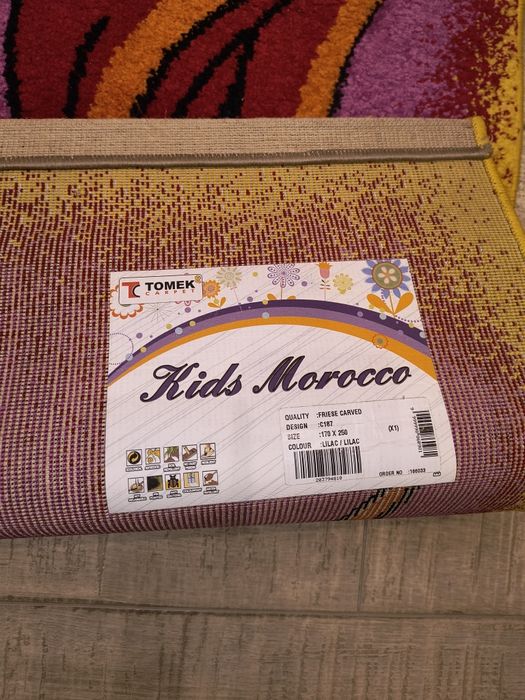 TOMEK®
CARPET
Kids Morocco
QUALITY :FRIESE CARVED
DESIGN :C187
SIZE :170 X 250 (X1)
COLOUR :LILAC / LILAC
203794810
ORDER NO :166033